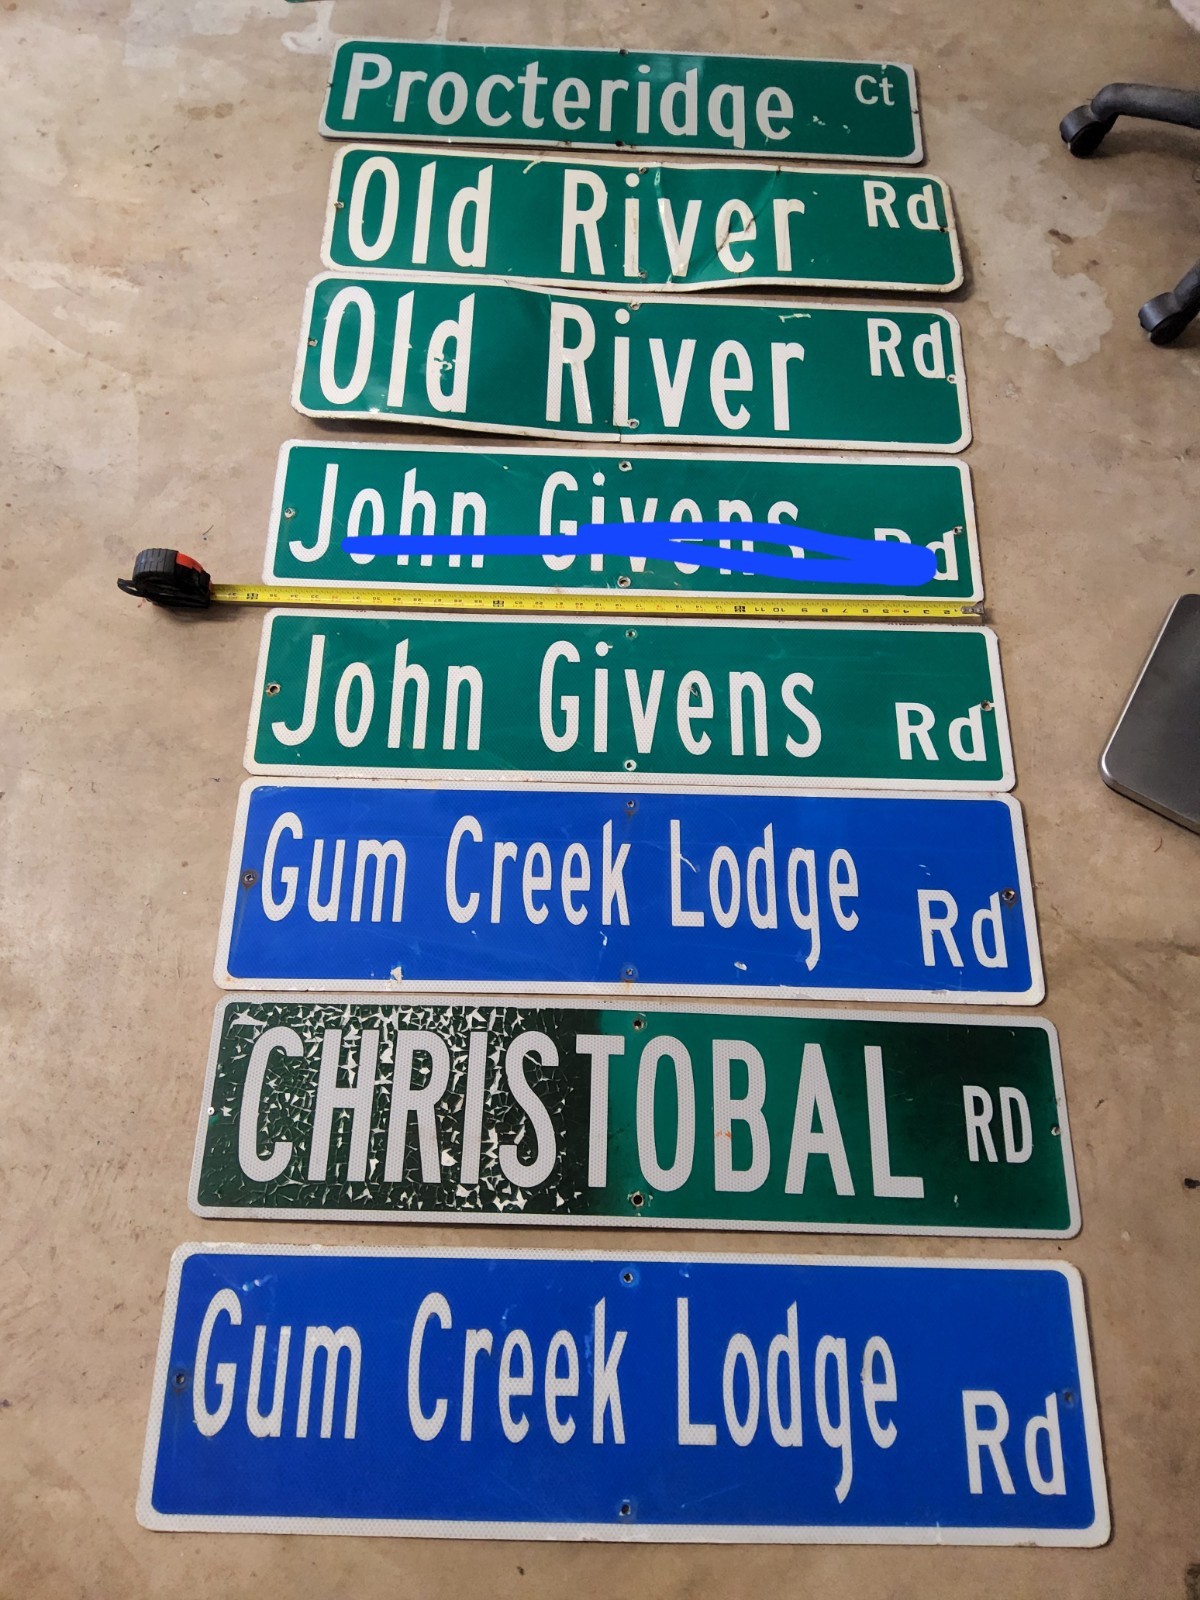 Procteridge Ct
Old River Rd
Old River Rd
John Givens Rd
John Givens Rd
Gum Creek Lodge Rd
CHRISTOBAL RD
Gum Creek Lodge Rd